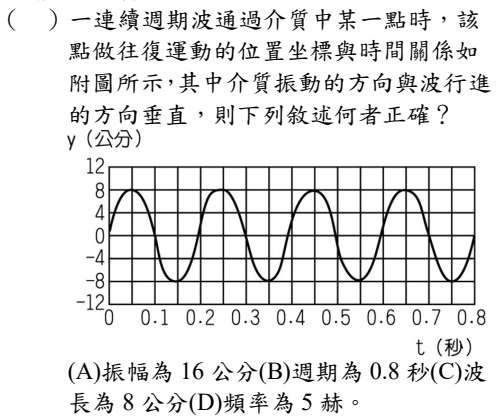 (　)一連續週期波通過介質中某一點時，該
點做往復運動的位置坐標與時間關係如
附圖所示，其中介質振動的方向與波行進
的方向垂直，則下列敘述何者正確？
y（公分）
12
8
4
0
−4
−8
−12
0 0.1 0.2 0.3 0.4 0.5 0.6 0.7 0.8
t（秒）
(A)振幅為 16 公分(B)週期為 0.8 秒(C)波
長為 8 公分(D)頻率為 5 赫。